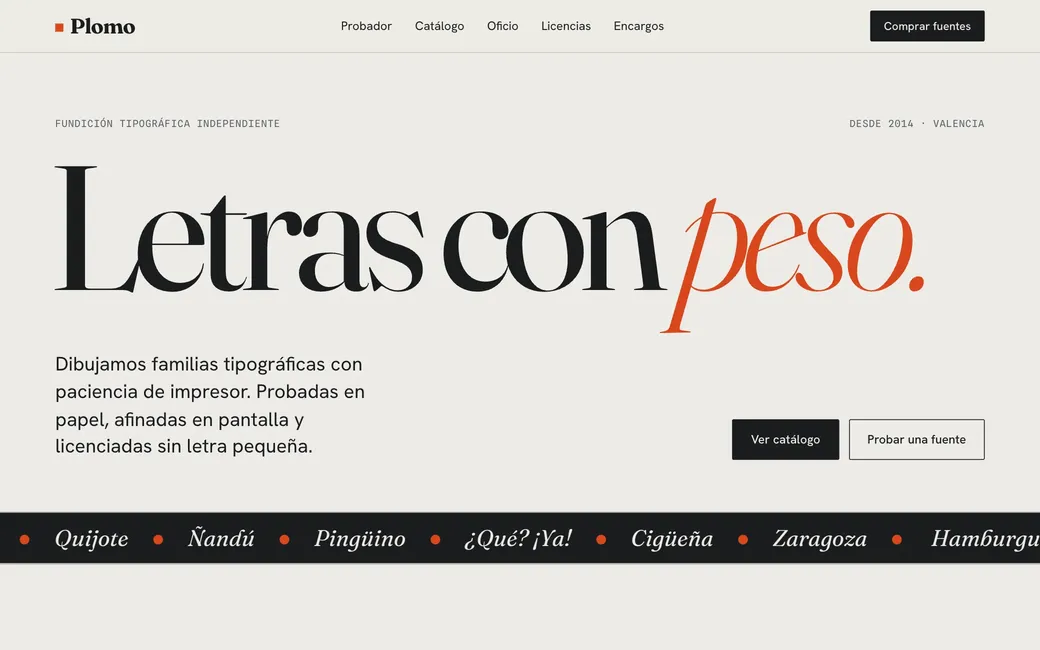 Plomo
Probador
Catálogo
Oficio
Licencias
Encargos
Comprar fuentes
FUNDICIÓN TIPOGRÁFICA INDEPENDIENTE
DESDE 2014 · VALENCIA
Letras con peso.
Dibujamos familias tipográficas con
paciencia de impresor. Probadas en
papel, afinadas en pantalla y
licenciadas sin letra pequeña.
Ver catálogo
Probar una fuente
Quijote
Ñandú
Pingüino
¿Qué? ¡Ya!
Cigüeña
Zaragoza
Hamburgu